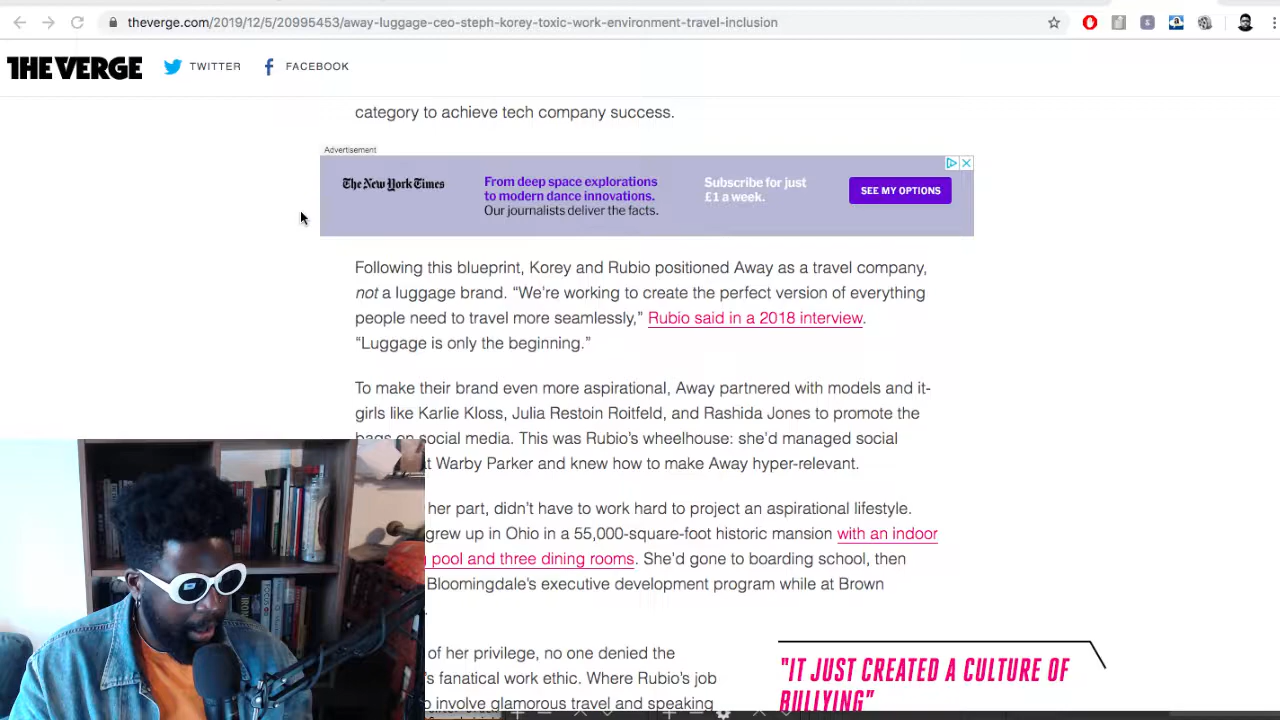 theverge.com/2019/12/5/20995453/away-luggage-ceo-steph-korey-toxic-work-environment-travel-inclusion
THE VERGE TWITTER FACEBOOK
category to achieve tech company success.
Advertisement
The New York Times
From deep space explorations
to modern dance innovations.
Our journalists deliver the facts.
Subscribe for just
£1 a week.
SEE MY OPTIONS
Following this blueprint, Korey and Rubio positioned Away as a travel company,
not a luggage brand. “We're working to create the perfect version of everything
people need to travel more seamlessly,” Rubio said in a 2018 interview.
“Luggage is only the beginning.”
To make their brand even more aspirational, Away partnered with models and it-
girls like Karlie Kloss, Julia Restoin Roitfeld, and Rashida Jones to promote the
bags on social media. This was Rubio’s wheelhouse: she’d managed social
at Warby Parker and knew how to make Away hyper-relevant.
her part, didn’t have to work hard to project an aspirational lifestyle.
grew up in Ohio in a 55,000-square-foot historic mansion with an indoor
pool and three dining rooms. She’d gone to boarding school, then
Bloomingdale’s executive development program while at Brown
of her privilege, no one denied the
’s fanatical work ethic. Where Rubio’s job
involve glamorous travel and speaking
"IT JUST CREATED A CULTURE OF
BULLYING"